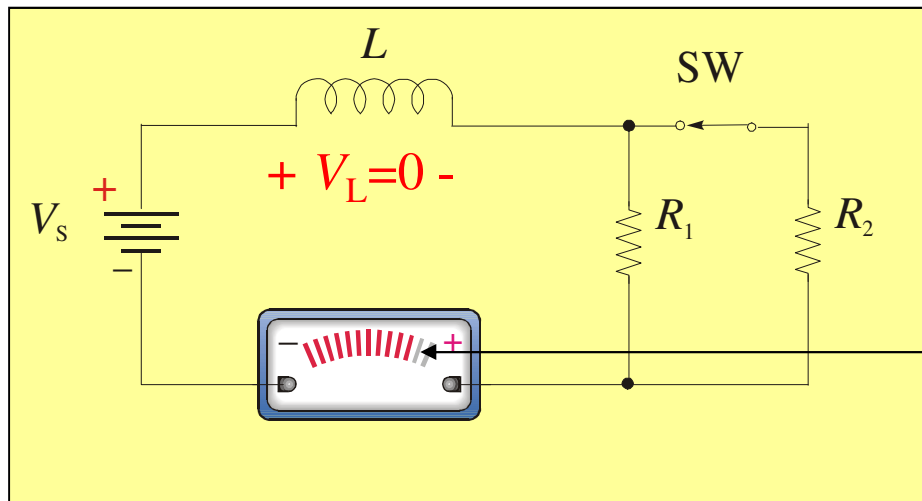 L
SW
+ V_L=0 -
+
V_S
−
R_1
R_2
− +